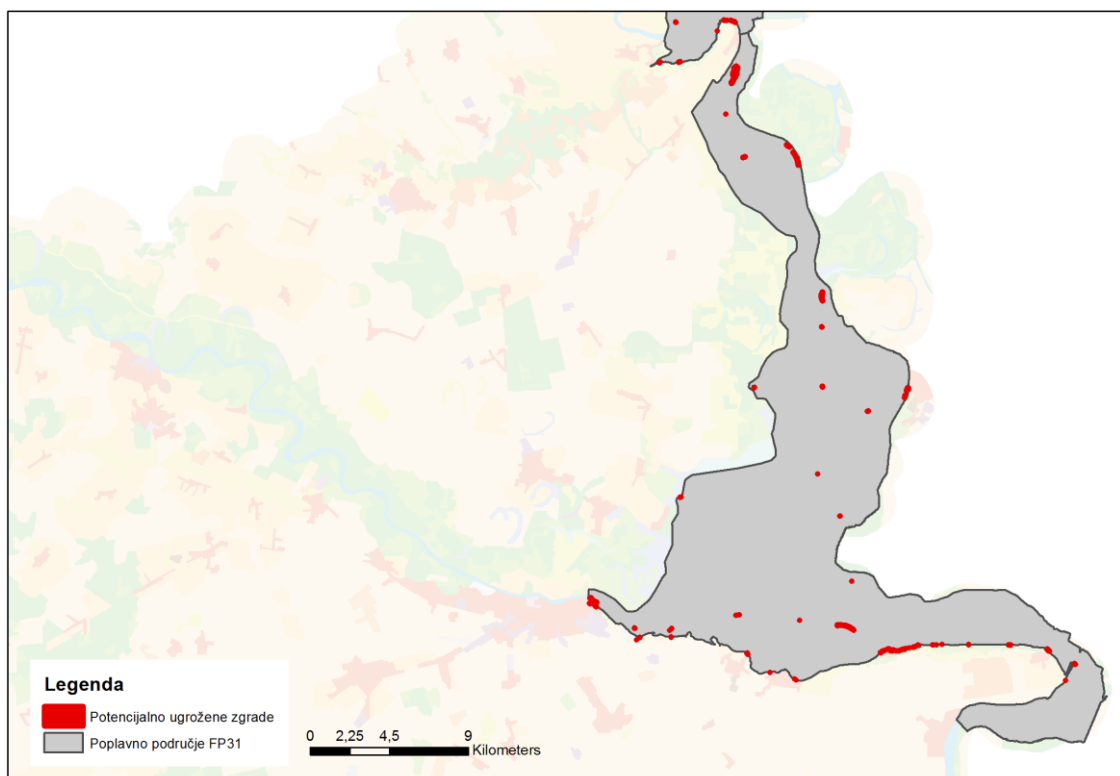 Legenda
Potencijalno ugrožene zgrade
Poplavno područje FP31
0 2,25 4,5 9
Kilometers